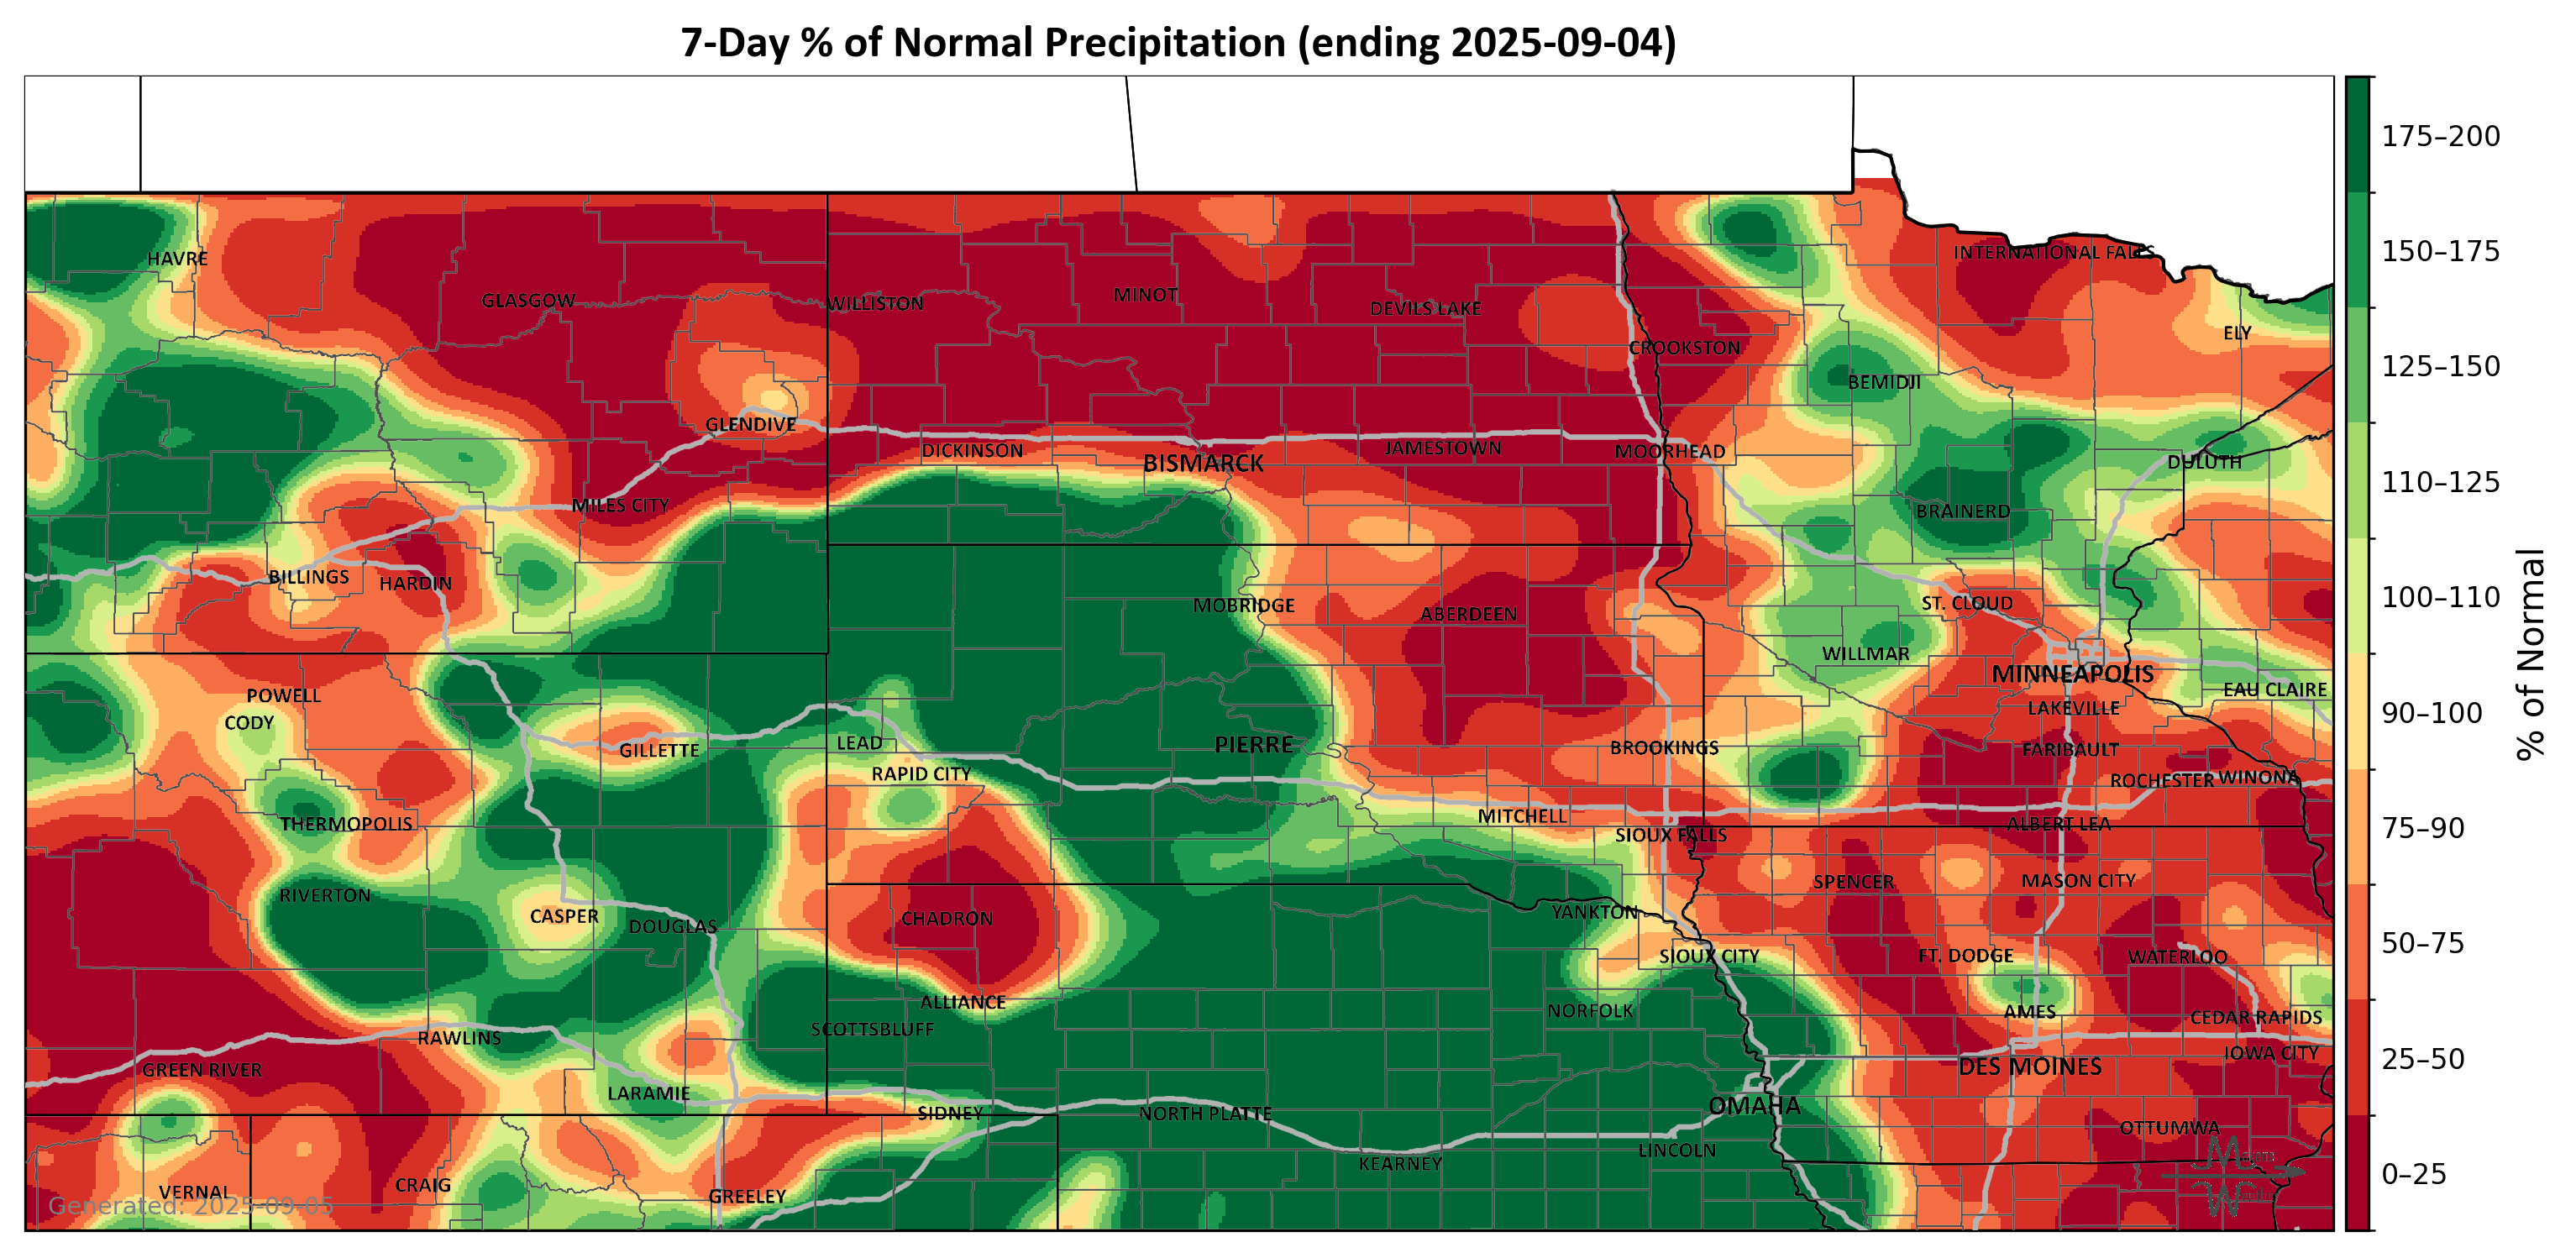 7-Day % of Normal Precipitation (ending 2025-09-04)
HAVRE
GLASGOW
WILLISTON
MINOT
DEVILS LAKE
CROOKSTON
INTERNATIONAL FALLS
ELY
BEMIDJI
GLENDIVE
DICKINSON
BISMARCK
JAMESTOWN
MOORHEAD
DULUTH
MILES CITY
BRAINERD
BILLINGS
HARDIN
MOBRIDGE
ABERDEEN
ST. CLOUD
WILLMAR
MINNEAPOLIS
EAU CLAIRE
POWELL
CODY
GILLETTE
LEAD
RAPID CITY
PIERRE
BROOKINGS
LAKEVILLE
FARIBAULT
ROCHESTER
WINONA
THERMOPOLIS
MITCHELL
SIOUX FALLS
ALBERT LEA
RIVERTON
CASPER
DOUGLAS
CHADRON
YANKTON
SPENCER
MASON CITY
SIOUX CITY
FT. DODGE
WATERLOO
ALLIANCE
SCOTTSBLUFF
NORFOLK
AMES
CEDAR RAPIDS
RAWLINS
GREEN RIVER
LARAMIE
SIDNEY
NORTH PLATTE
OMAHA
DES MOINES
IOWA CITY
KEARNEY
LINCOLN
OTTUMWA
VERNAL
CRAIG
GREELEY
Generated: 2025-09-05
175–200
150–175
125–150
110–125
100–110
90–100
75–90
50–75
25–50
0–25
% of Normal